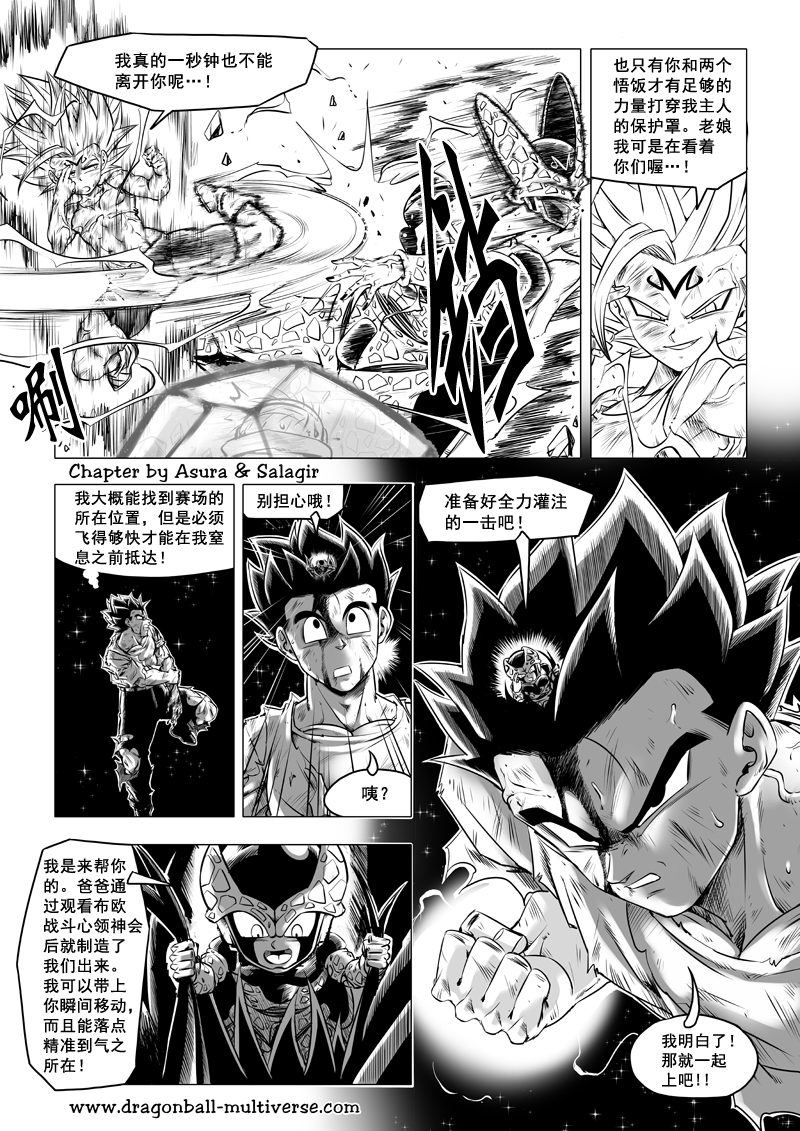 我真的一秒钟也不能
离开你呢…！
也只有你和两个
悟饭才有足够的
力量打穿我主人
的保护罩。老娘
我可是在看着
你们喔…！
唰
Chapter by Asura & Salagir
我大概能找到赛场的
所在位置，但是必须
飞得够快才能在我窒
息之前抵达！
别担心哦！
咦？
准备好全力灌注
的一击吧！
我是来帮你
的。爸爸通
过观看布欧
战斗心领神会
后就制造了
我们出来。
我可以带上
你瞬间移动，
而且能落点
精准到气之
所在！
我明白了！
那就一起
上吧！！
www.dragonball-multiverse.com